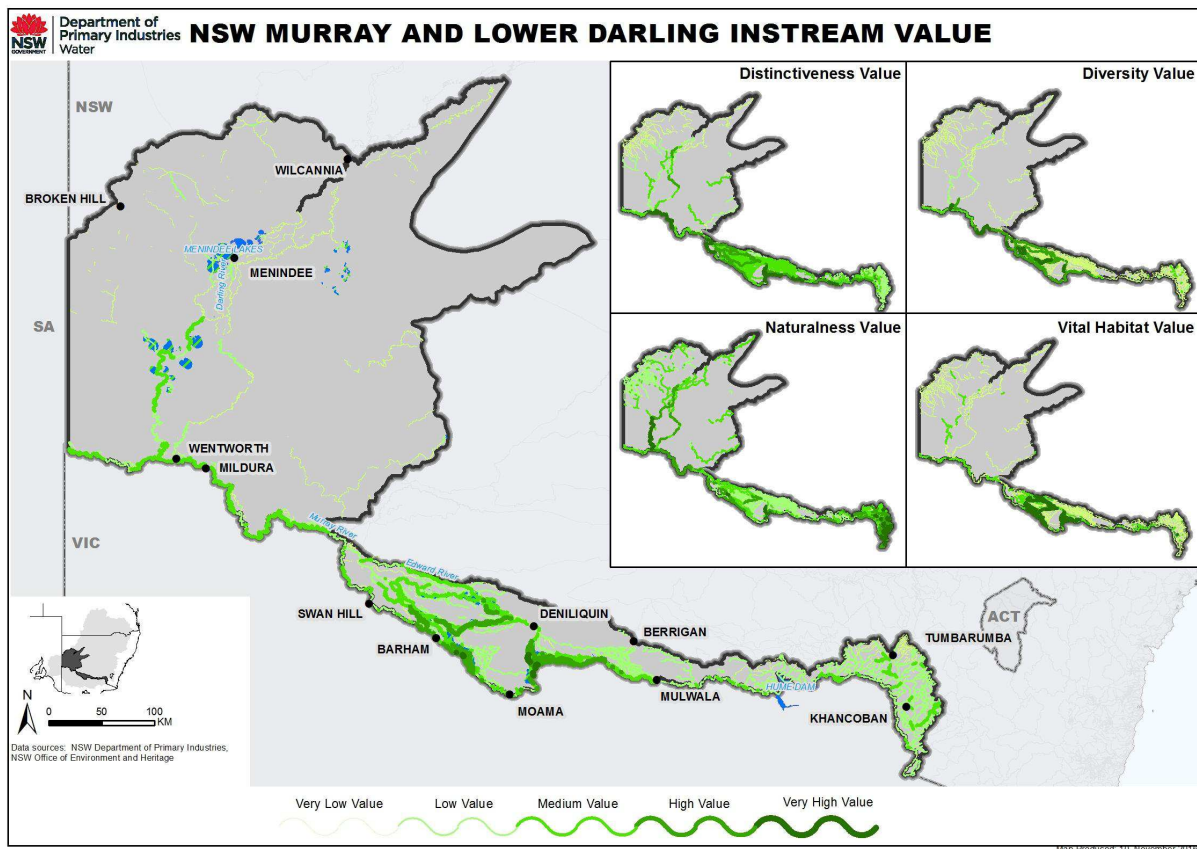 NSW
GOVERNMENT
Department of
Primary Industries
Water
NSW MURRAY AND LOWER DARLING INSTREAM VALUE
NSW
WILCANNIA
BROKEN HILL
MENINDEE LAKES
MENINDEE
Darling River
SA
WENTWORTH
MILDURA
VIC
Murray River
Edward River
SWAN HILL
DENILIQUIN
BARHAM
BERRIGAN
MOAMA
MULWALA
HUME DAM
TUMBARUMBA
KHANCOBAN
ACT
Distinctiveness Value
Diversity Value
Naturalness Value
Vital Habitat Value
N
0 50 100
KM
Data sources: NSW Department of Primary Industries,
NSW Office of Environment and Heritage
Very Low Value
Low Value
Medium Value
High Value
Very High Value